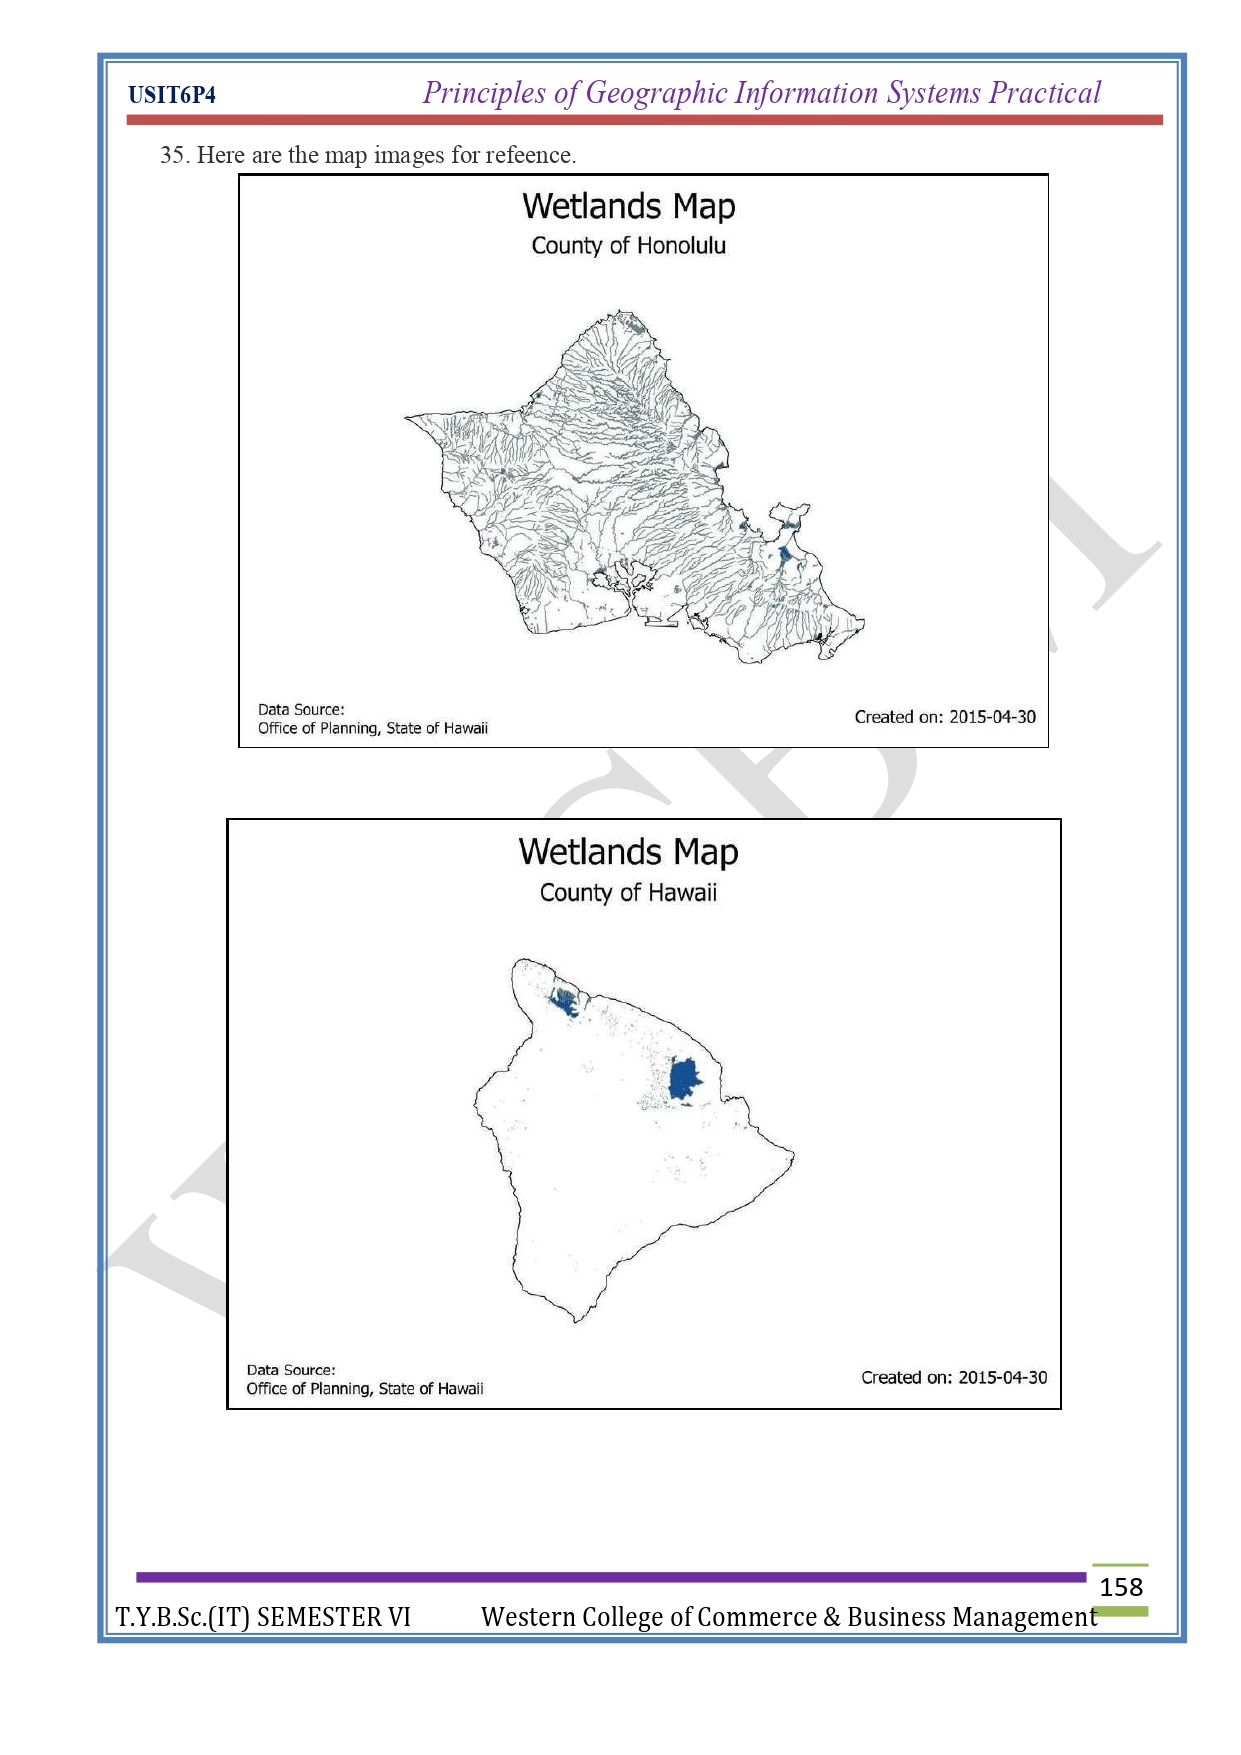 USIT6P4 Principles of Geographic Information Systems Practical
35. Here are the map images for refeence.
Wetlands Map
County of Honolulu
Data Source:
Office of Planning, State of Hawaii
Created on: 2015-04-30
Wetlands Map
County of Hawaii
Data Source:
Office of Planning, State of Hawaii
Created on: 2015-04-30
158
T.Y.B.Sc.(IT) SEMESTER VI Western College of Commerce & Business Management